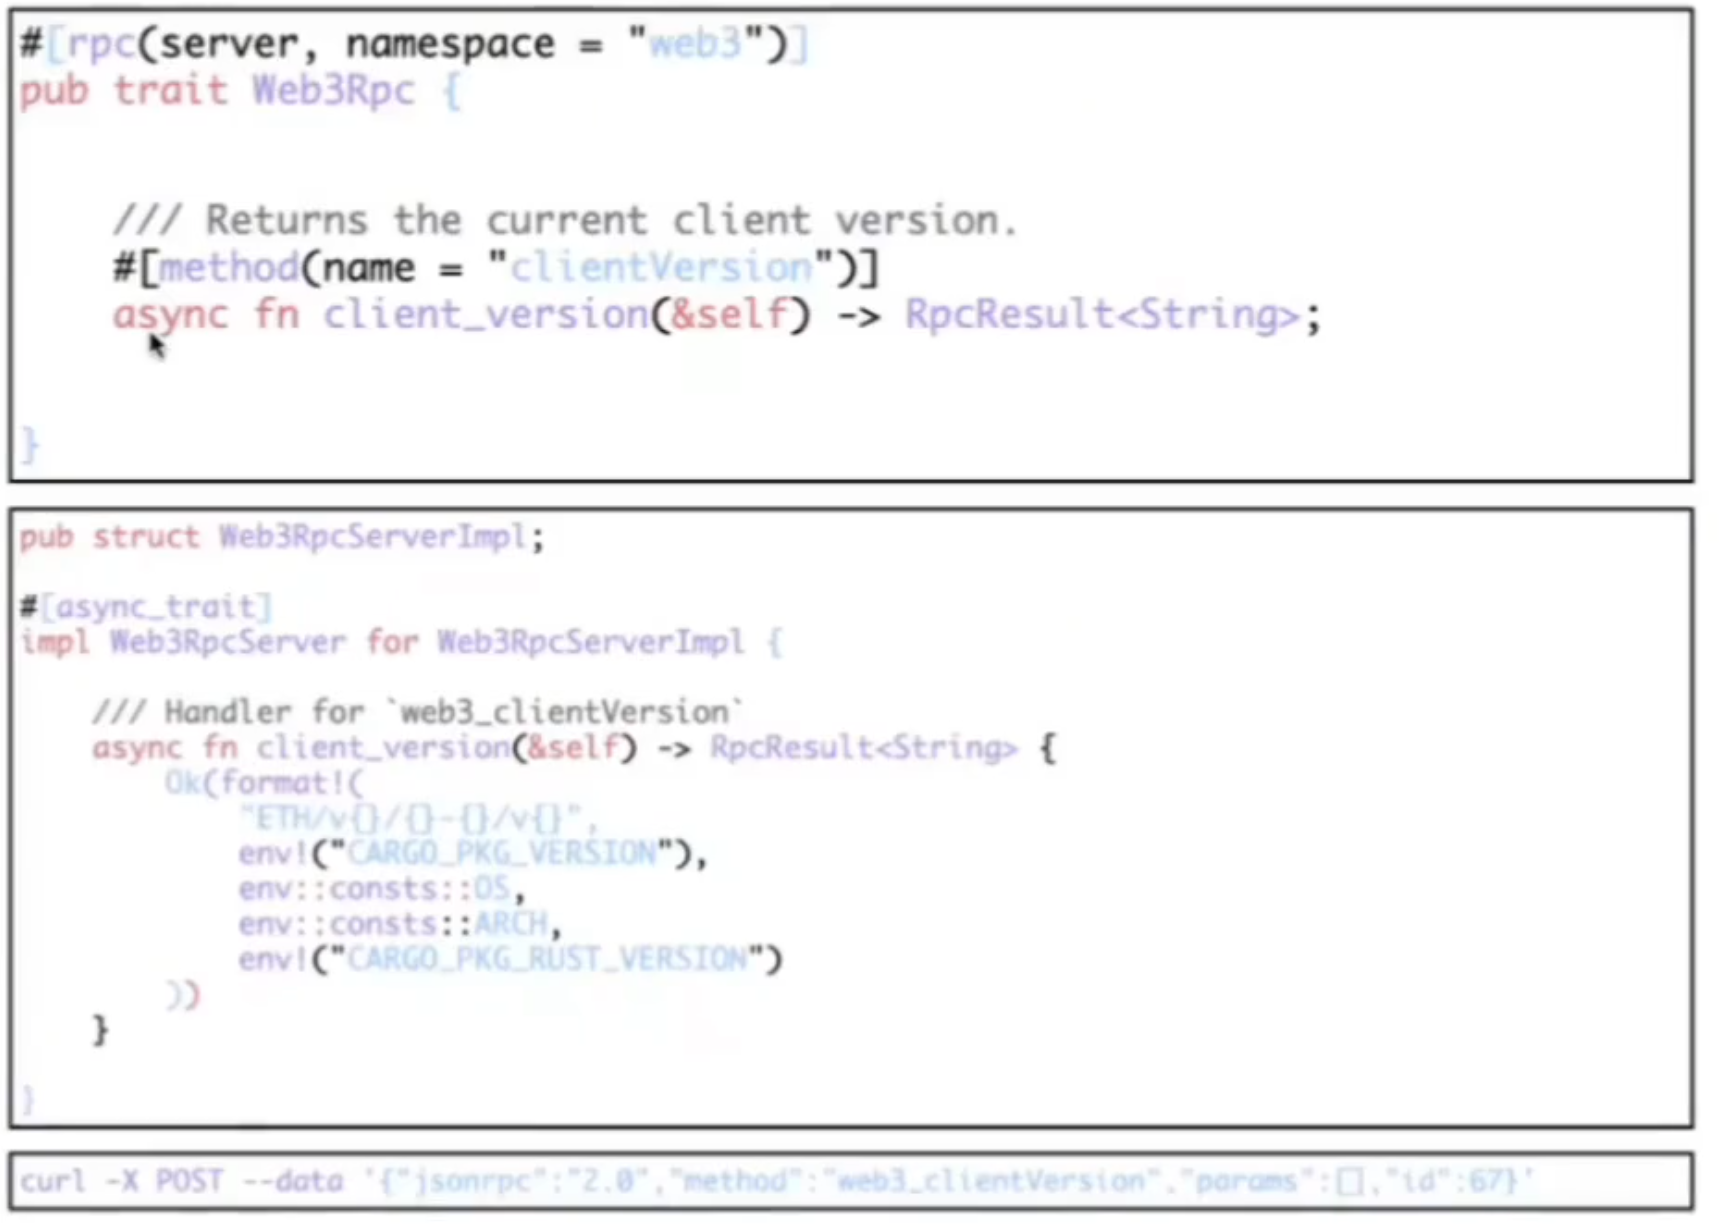 #[rpc(server, namespace = "web3")]
pub trait Web3Rpc {
/// Returns the current client version.
#[method(name = "clientVersion")]
async fn client_version(&self) -> RpcResult<String>;
}
pub struct Web3RpcServerImpl;
#[async_trait]
impl Web3RpcServer for Web3RpcServerImpl {
/// Handler for `web3_clientVersion`
async fn client_version(&self) -> RpcResult<String> {
Ok(format!(
"ETH/v{}/{}-{}/v{}",
env!("CARGO_PKG_VERSION"),
env::consts::OS,
env::consts::ARCH,
env!("CARGO_PKG_RUST_VERSION")
))
}
}
curl -X POST --data '{"jsonrpc":"2.0","method":"web3_clientVersion","params":[],"id":67}'